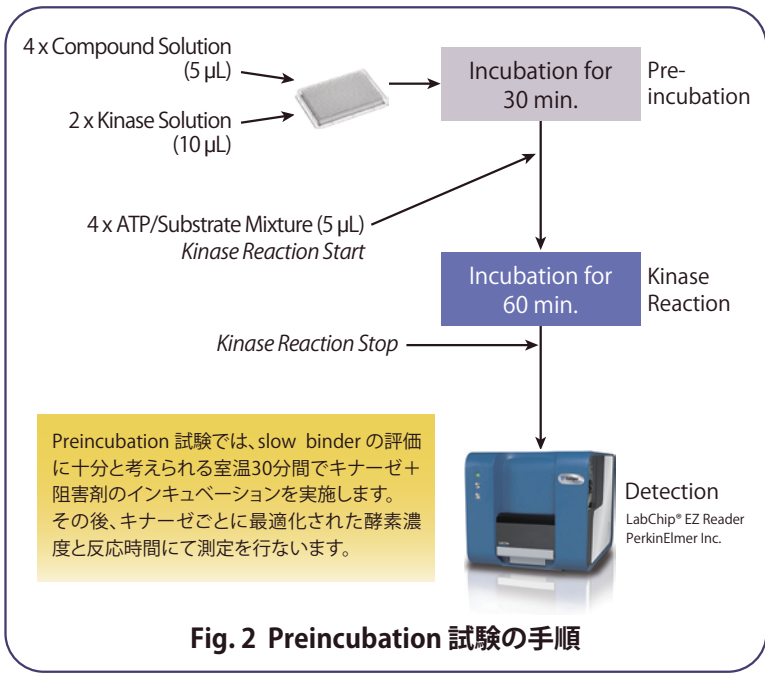 4 x Compound Solution
(5 µL)
2 x Kinase Solution
(10 µL)
Incubation for
30 min.
Pre-
incubation
4 x ATP/Substrate Mixture (5 µL)
Kinase Reaction Start
Incubation for
60 min.
Kinase
Reaction
Kinase Reaction Stop
Preincubation 試験では、slow binder の評価
に十分と考えられる室温30分間でキナーゼ＋
阻害剤のインキュベーションを実施します。
その後、キナーゼごとに最適化された酵素濃
度と反応時間にて測定を行ないます。
Detection
LabChip® EZ Reader
PerkinElmer Inc.
Fig. 2 Preincubation 試験の手順